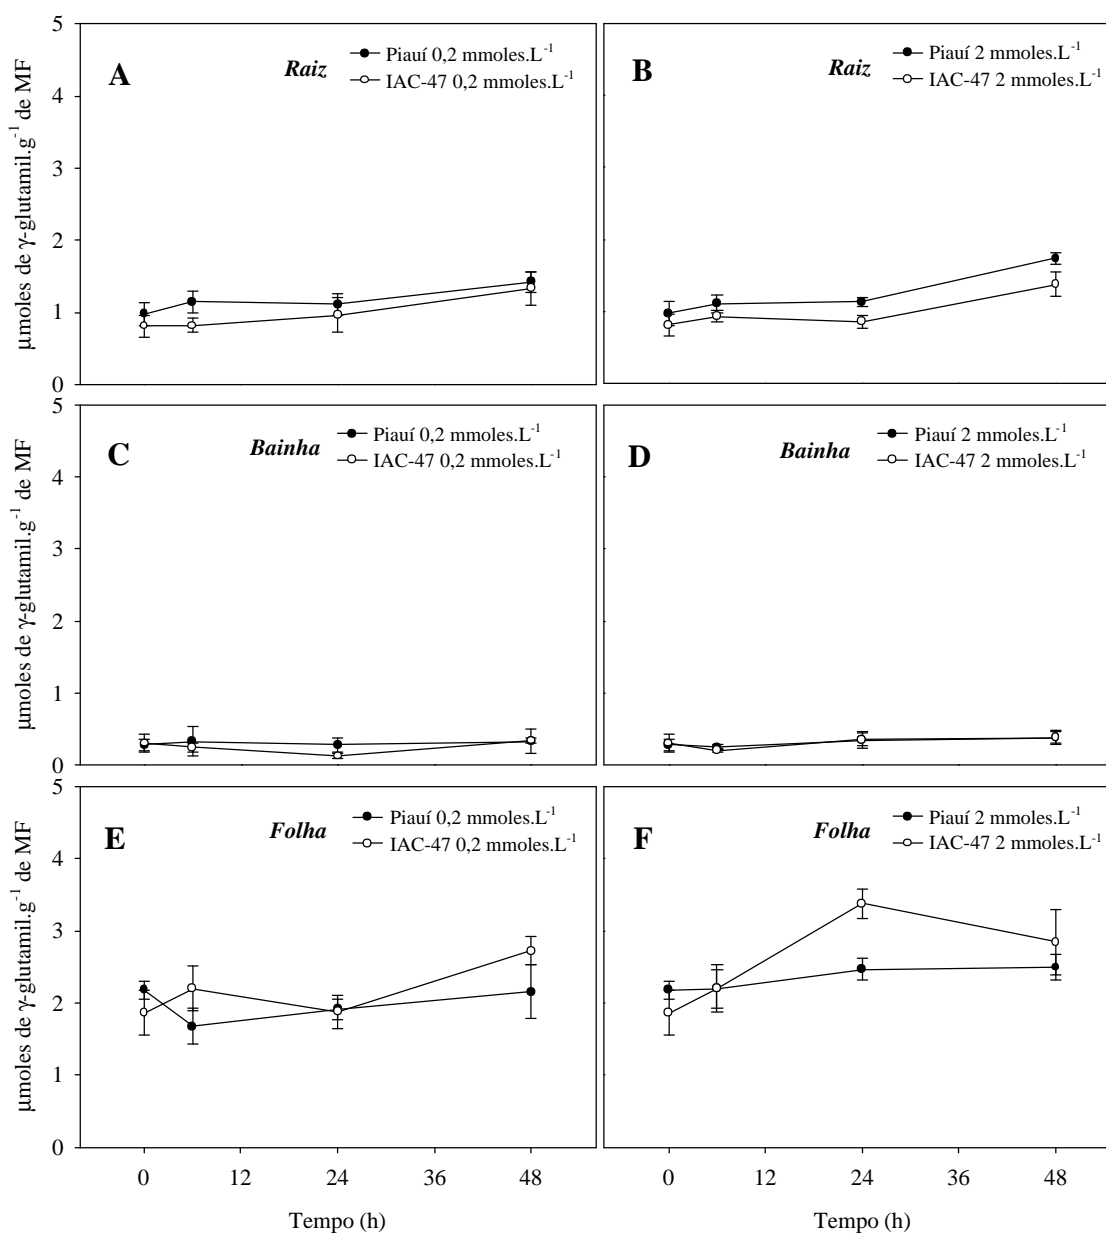 A
Raiz
Piauí 0,2 mmoles.L⁻¹
IAC-47 0,2 mmoles.L⁻¹
μmoles de γ-glutamil.g⁻¹ de MF
5
4
3
2
1
0
B
Raiz
Piauí 2 mmoles.L⁻¹
IAC-47 2 mmoles.L⁻¹
C
Bainha
Piauí 0,2 mmoles.L⁻¹
IAC-47 0,2 mmoles.L⁻¹
μmoles de γ-glutamil.g⁻¹ de MF
5
4
3
2
1
0
D
Bainha
Piauí 2 mmoles.L⁻¹
IAC-47 2 mmoles.L⁻¹
E
Folha
Piauí 0,2 mmoles.L⁻¹
IAC-47 0,2 mmoles.L⁻¹
μmoles de γ-glutamil.g⁻¹ de MF
5
4
3
2
1
0
0 12 24 36 48
Tempo (h)
F
Folha
Piauí 2 mmoles.L⁻¹
IAC-47 2 mmoles.L⁻¹
0 12 24 36 48
Tempo (h)